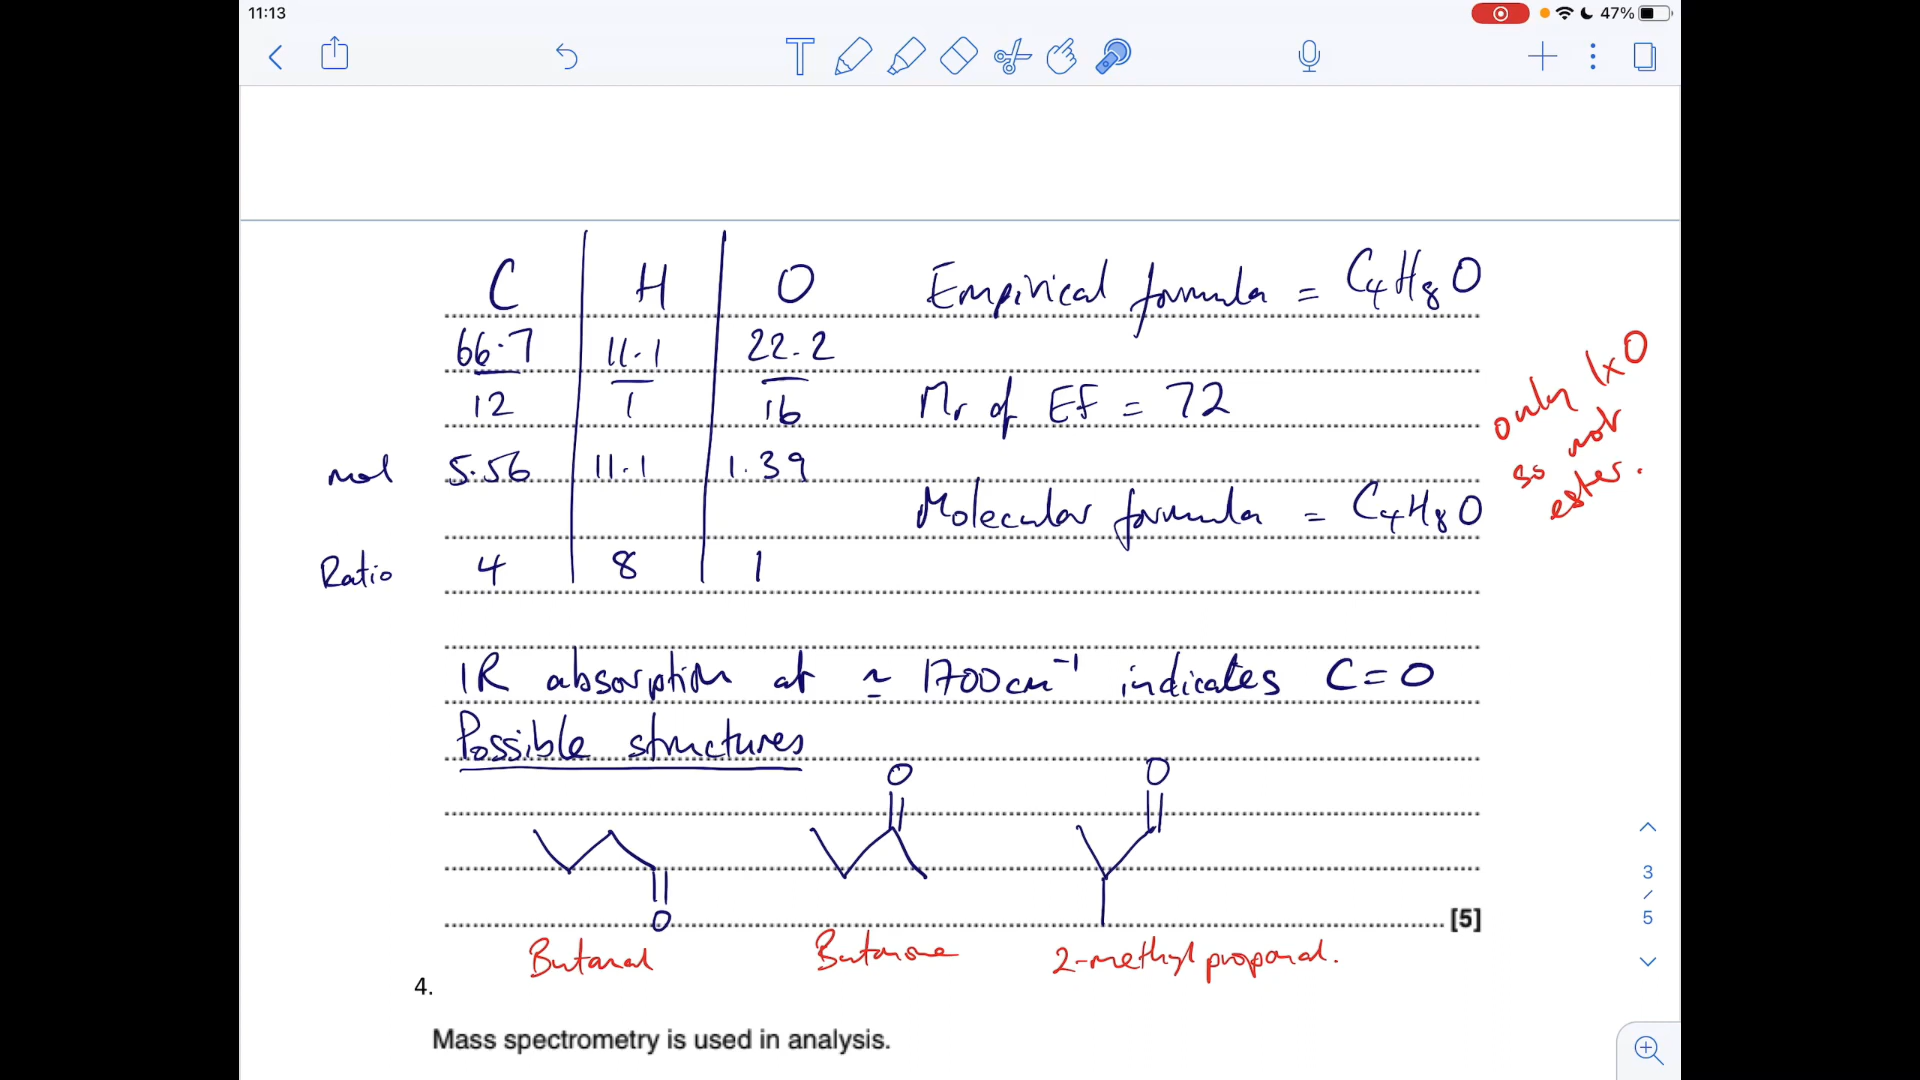 11:13
47%
T
C H O Empirical formula = C4H8O
66.7 11.1 22.2
12 1 16 Mr of EF = 72
only 1xO
so not
ester.
mol 5.56 11.1 1.39
Molecular formula = C4H8O
Ratio 4 8 1
IR absorption at ≃ 1700cm⁻¹ indicates C=O
Possible structures
O O
O
[5]
Butanal Butanone 2-methyl propanal.
3
/
5
4.
Mass spectrometry is used in analysis.